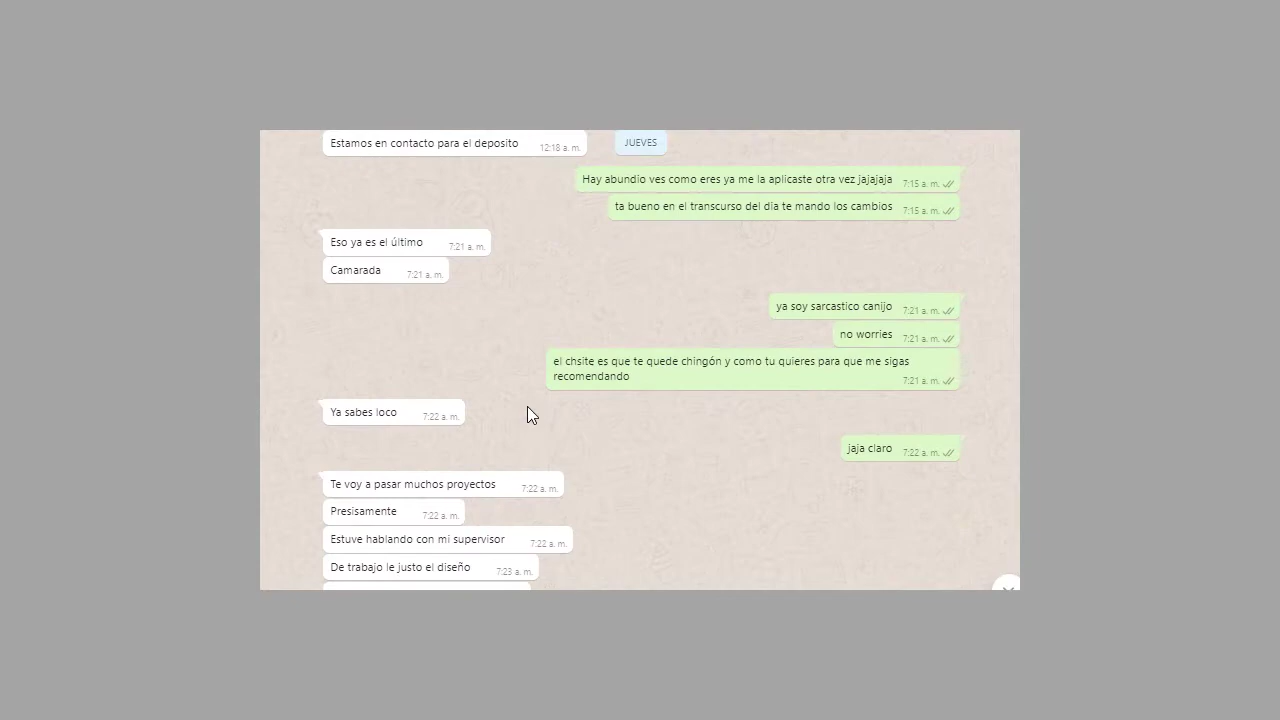 Estamos en contacto para el deposito
12:18 a. m.
JUEVES
Hay abundio ves como eres ya me la aplicaste otra vez jajajaja
7:15 a. m.
ta bueno en el transcurso del dia te mando los cambios
7:15 a. m.
Eso ya es el último
7:21 a. m.
Camarada
7:21 a. m.
ya soy sarcastico canijo
7:21 a. m.
no worries
7:21 a. m.
el chsite es que te quede chingón y como tu quieres para que me sigas
recomendando
7:21 a. m.
Ya sabes loco
7:22 a. m.
jaja claro
7:22 a. m.
Te voy a pasar muchos proyectos
7:22 a. m.
Presisamente
7:22 a. m.
Estuve hablando con mi supervisor
7:22 a. m.
De trabajo le justo el diseño
7:23 a. m.